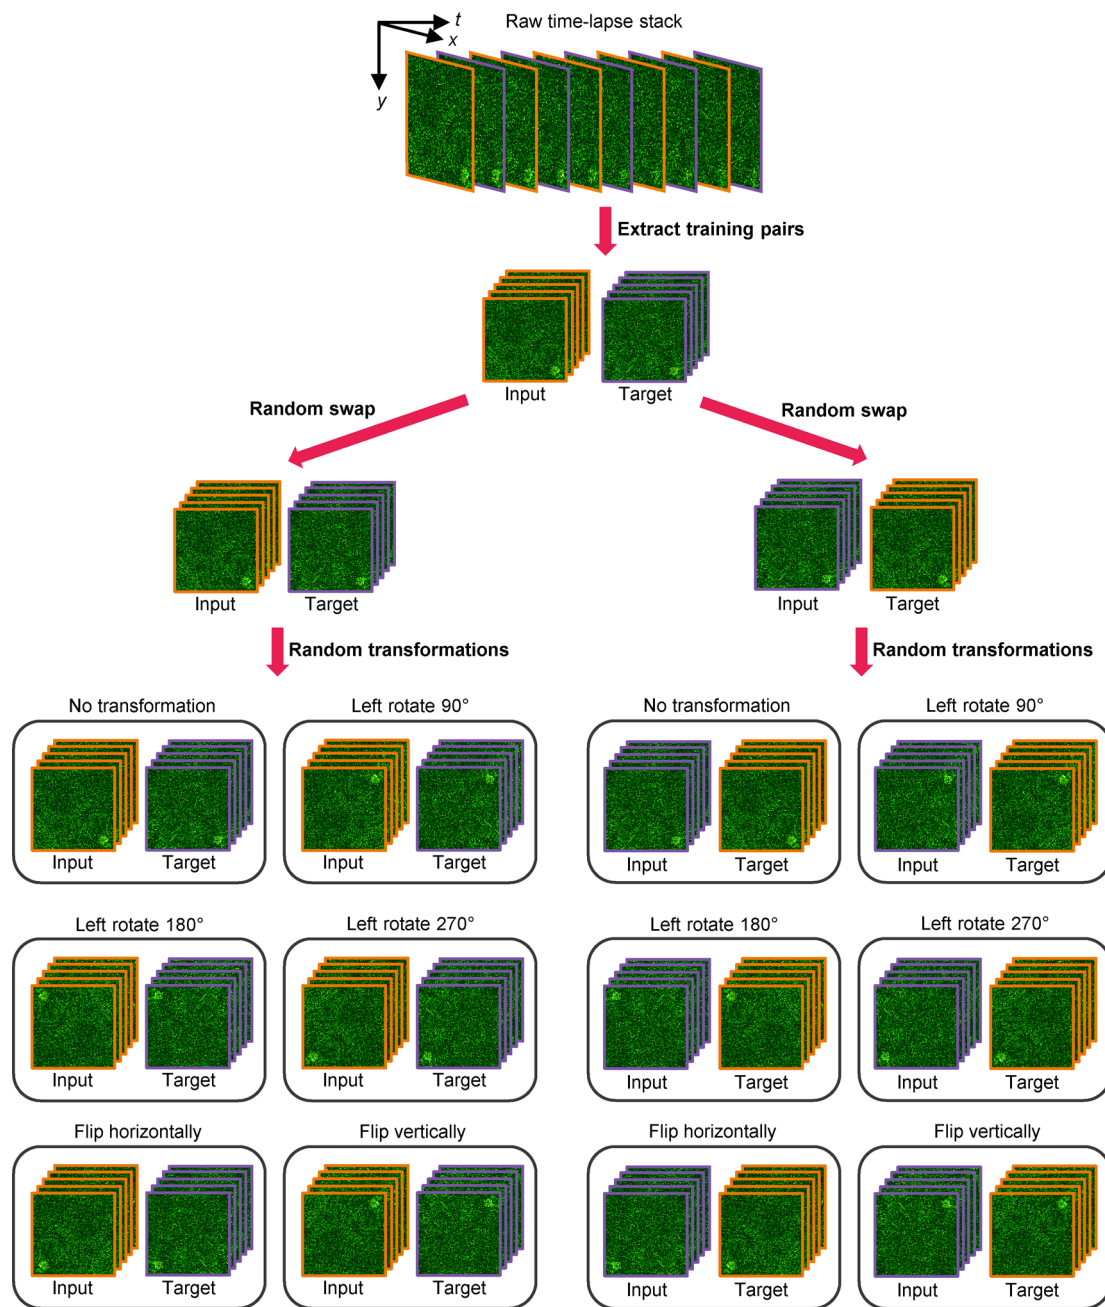 Raw time-lapse stack
t
x
y
Extract training pairs
Input Target
Random swap Random swap
Input Target Input Target
Random transformations Random transformations
No transformation Left rotate 90° No transformation Left rotate 90°
Input Target Input Target Input Target Input Target
Left rotate 180° Left rotate 270° Left rotate 180° Left rotate 270°
Input Target Input Target Input Target Input Target
Flip horizontally Flip vertically Flip horizontally Flip vertically
Input Target Input Target Input Target Input Target